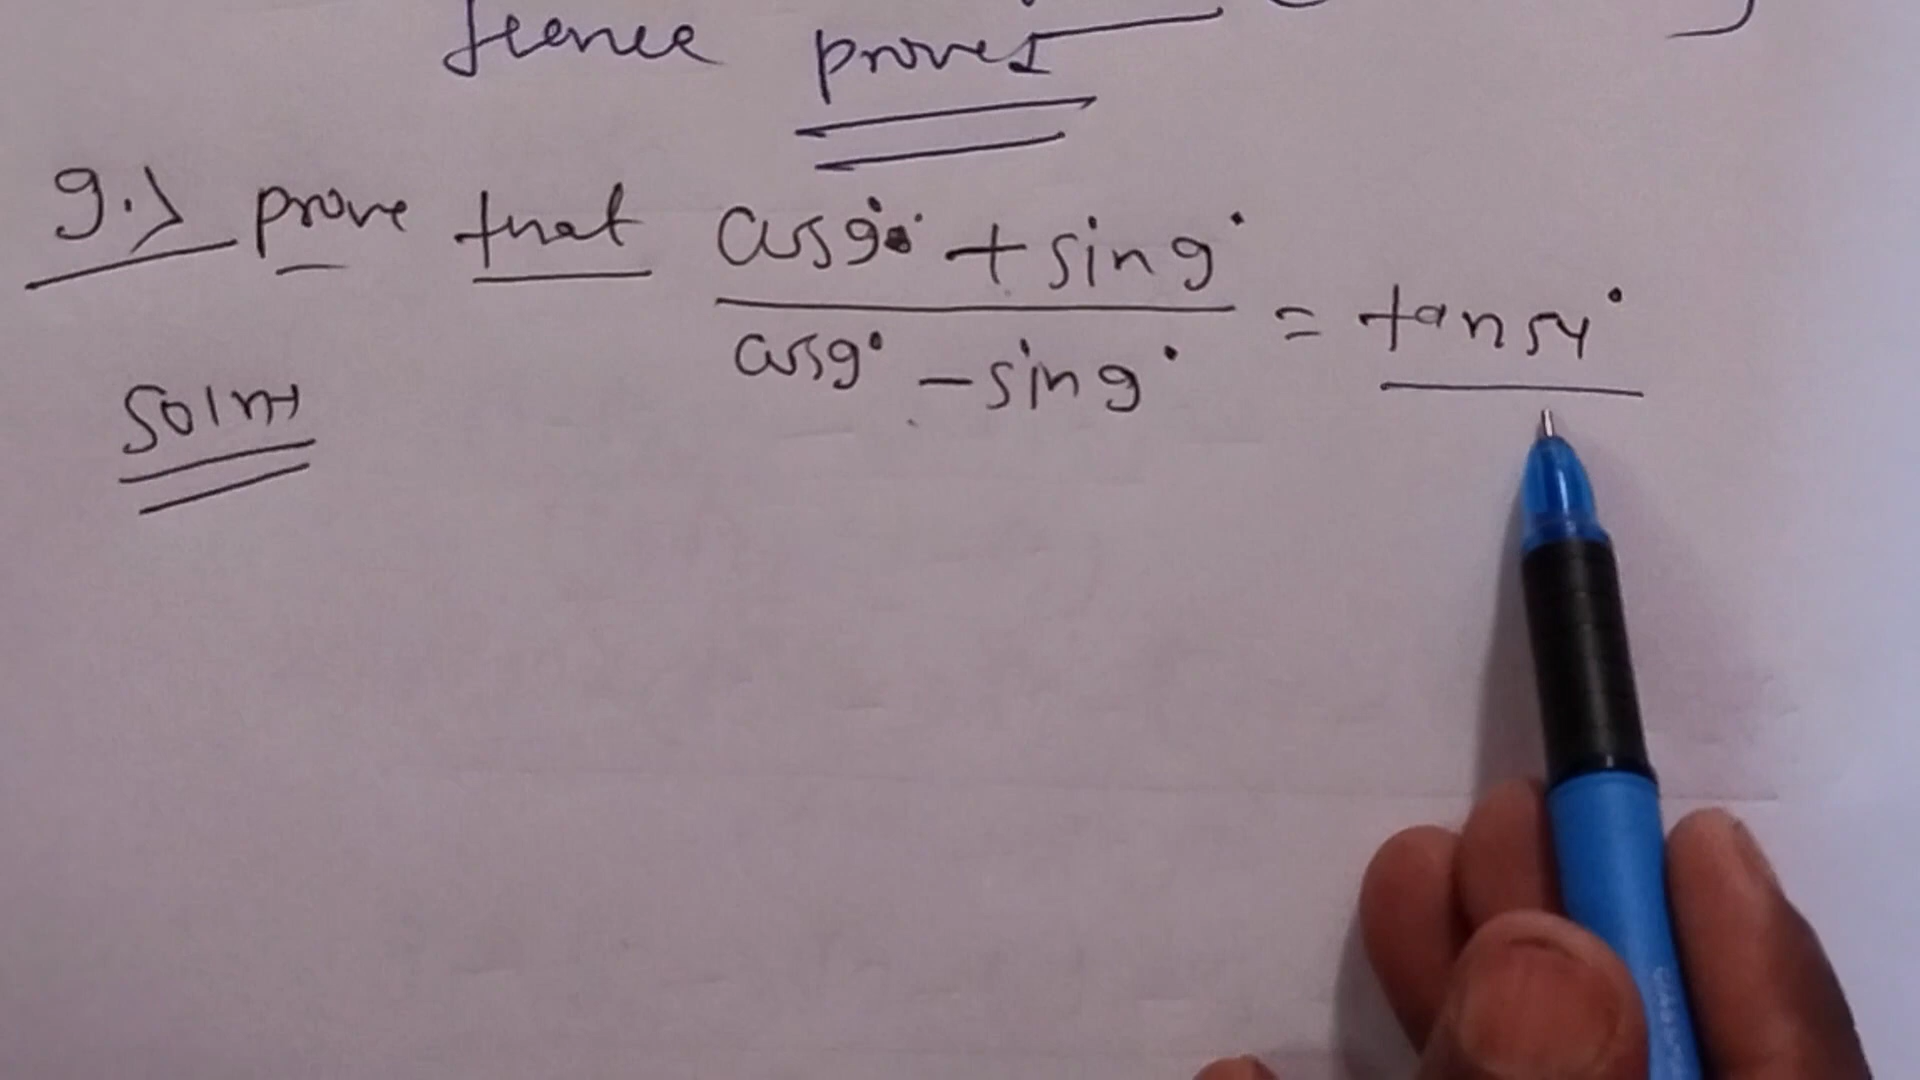 Hence proved
9.> prove that cos9° + sin9° / cos9° - sin9° = tan54°
Soln